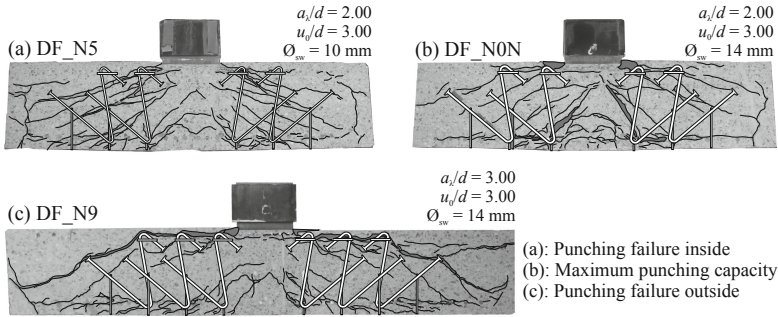 (a) DF_N5
a_λ/d = 2.00
u_0/d = 3.00
Ø_sw = 10 mm
(b) DF_N0N
a_λ/d = 2.00
u_0/d = 3.00
Ø_sw = 14 mm
(c) DF_N9
a_λ/d = 3.00
u_0/d = 3.00
Ø_sw = 14 mm
(a): Punching failure inside
(b): Maximum punching capacity
(c): Punching failure outside